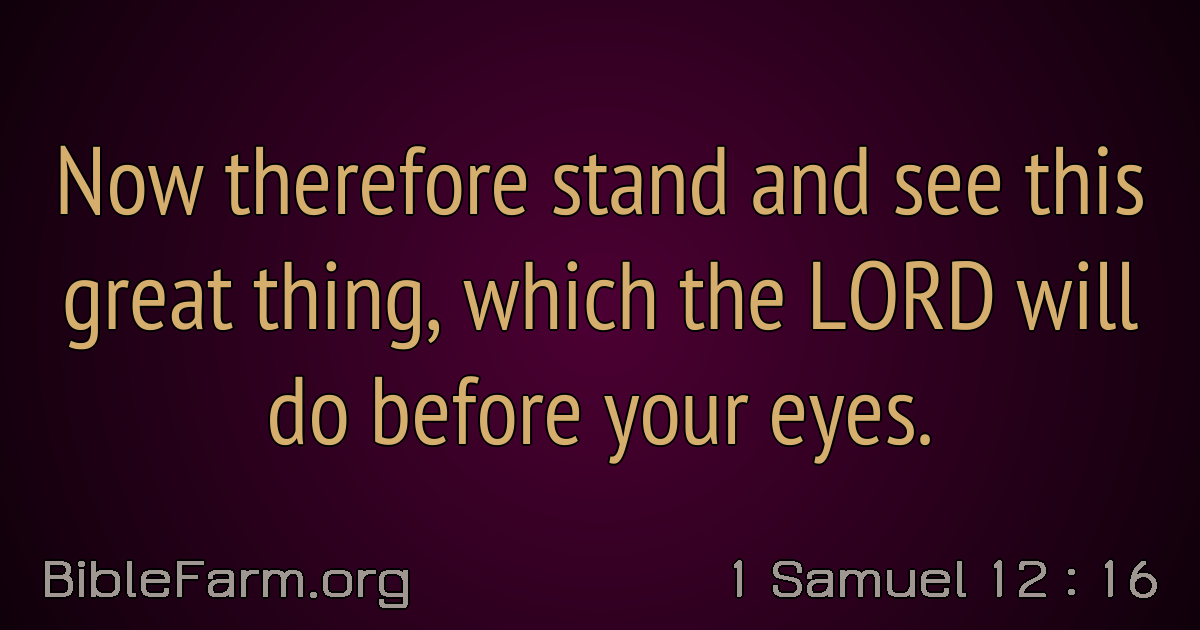 Now therefore stand and see this
great thing, which the LORD will
do before your eyes.
BibleFarm.org
1 Samuel 12 : 16